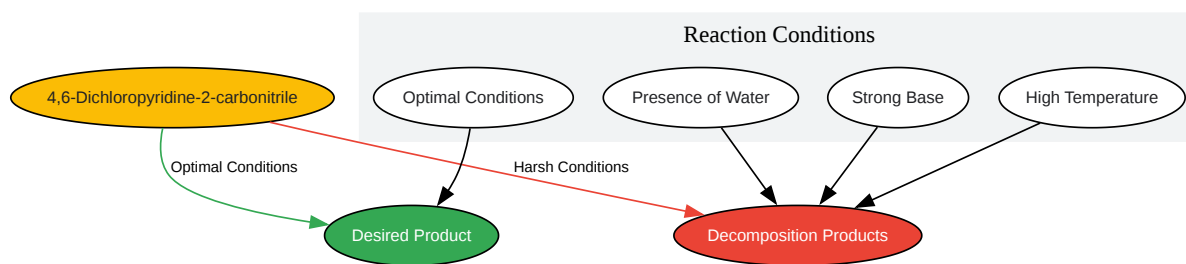 Reaction Conditions
4,6-Dichloropyridine-2-carbonitrile
Optimal Conditions
Presence of Water
Strong Base
High Temperature
Optimal Conditions
Harsh Conditions
Desired Product
Decomposition Products